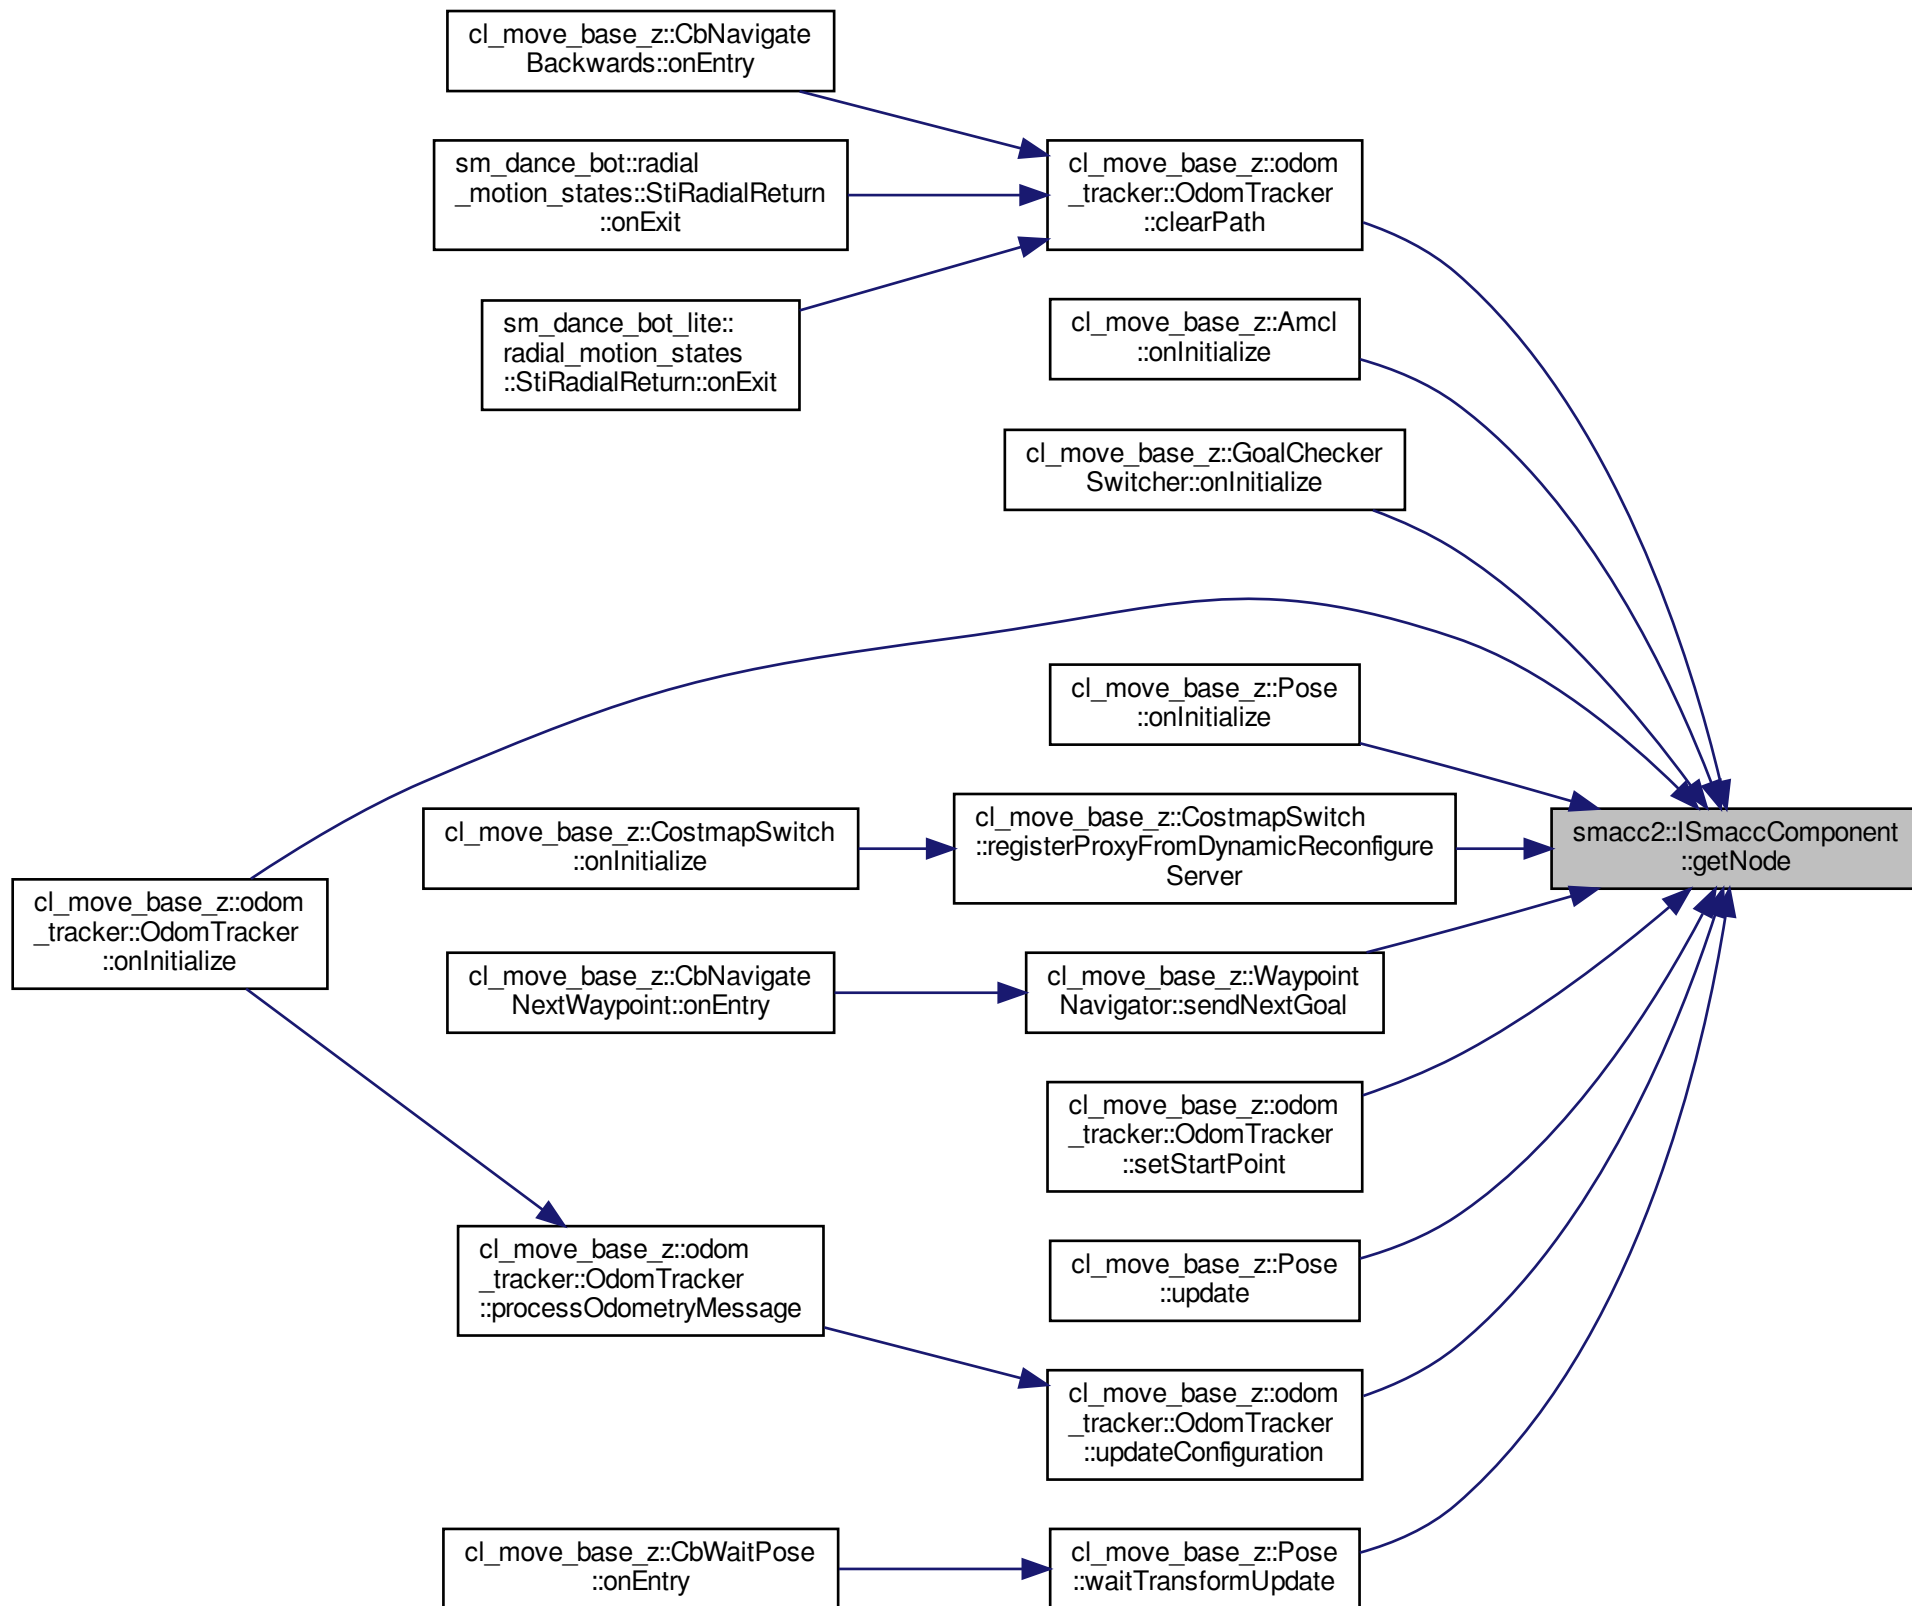 cl_move_base_z::CbNavigate
Backwards::onEntry
sm_dance_bot::radial
_motion_states::StiRadialReturn
::onExit
cl_move_base_z::odom
_tracker::OdomTracker
::clearPath
sm_dance_bot_lite::
radial_motion_states
::StiRadialReturn::onExit
cl_move_base_z::Amcl
::onInitialize
cl_move_base_z::GoalChecker
Switcher::onInitialize
cl_move_base_z::Pose
::onInitialize
cl_move_base_z::CostmapSwitch
::onInitialize
cl_move_base_z::CostmapSwitch
::registerProxyFromDynamicReconfigure
Server
smacc2::ISmaccComponent
::getNode
cl_move_base_z::odom
_tracker::OdomTracker
::onInitialize
cl_move_base_z::CbNavigate
NextWaypoint::onEntry
cl_move_base_z::Waypoint
Navigator::sendNextGoal
cl_move_base_z::odom
_tracker::OdomTracker
::setStartPoint
cl_move_base_z::odom
_tracker::OdomTracker
::processOdometryMessage
cl_move_base_z::Pose
::update
cl_move_base_z::odom
_tracker::OdomTracker
::updateConfiguration
cl_move_base_z::CbWaitPose
::onEntry
cl_move_base_z::Pose
::waitTransformUpdate